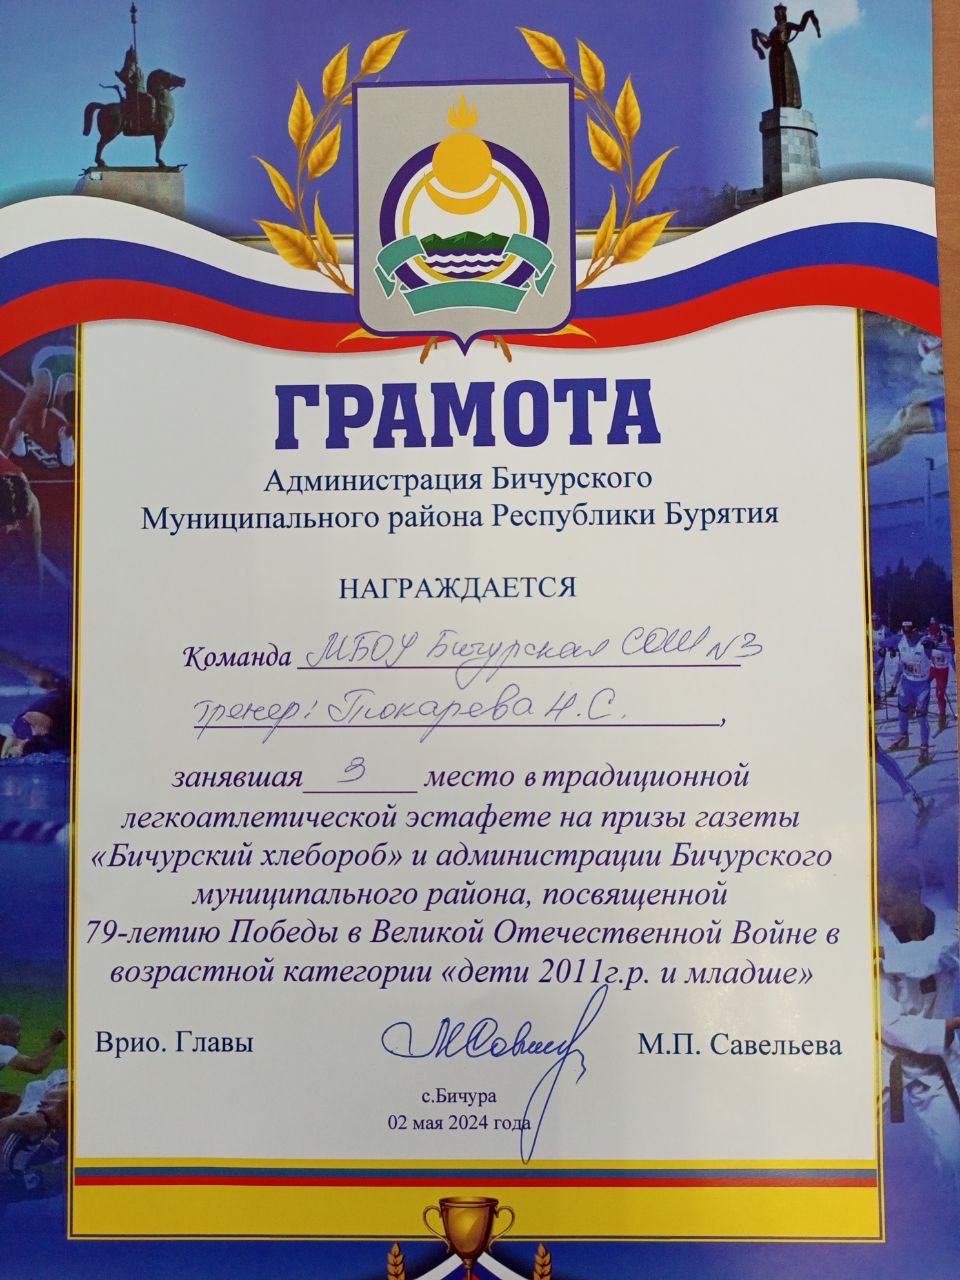 ГРАМОТА
Администрация Бичурского
Муниципального района Республики Бурятия
НАГРАЖДАЕТСЯ
Команда МБОУ Бичурская СОШ №3
тренер: Токарева Н.С.,
занявшая 3 место в традиционной
легкоатлетической эстафете на призы газеты
«Бичурский хлебороб» и администрации Бичурского
муниципального района, посвященной
79-летию Победы в Великой Отечественной Войне в
возрастной категории «дети 2011г.р. и младше»
Врио. Главы М.П. Савельева
с.Бичура
02 мая 2024 года